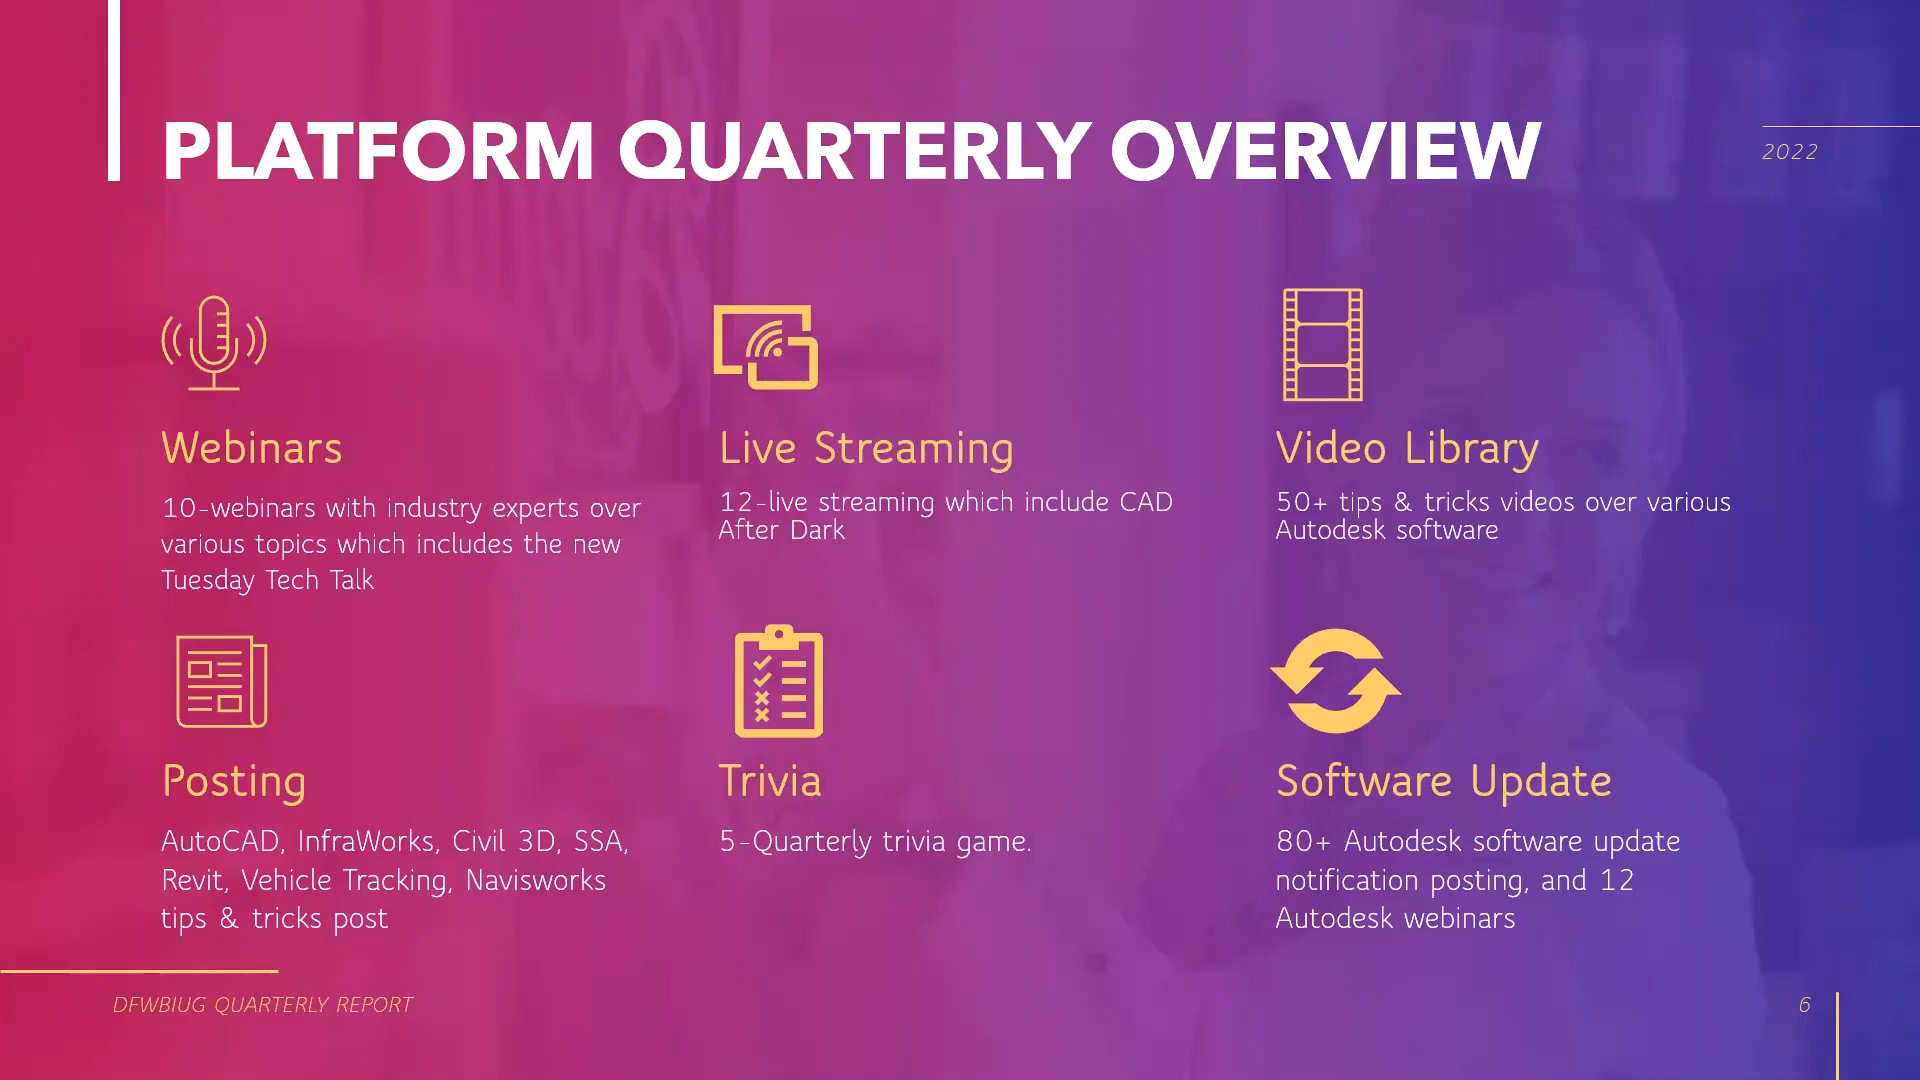 PLATFORM QUARTERLY OVERVIEW
2022
Webinars
10-webinars with industry experts over
various topics which includes the new
Tuesday Tech Talk
Live Streaming
12-live streaming which include CAD
After Dark
Video Library
50+ tips & tricks videos over various
Autodesk software
Posting
AutoCAD, InfraWorks, Civil 3D, SSA,
Revit, Vehicle Tracking, Navisworks
tips & tricks post
Trivia
5-Quarterly trivia game.
Software Update
80+ Autodesk software update
notification posting, and 12
Autodesk webinars
DFWBIUG QUARTERLY REPORT
6